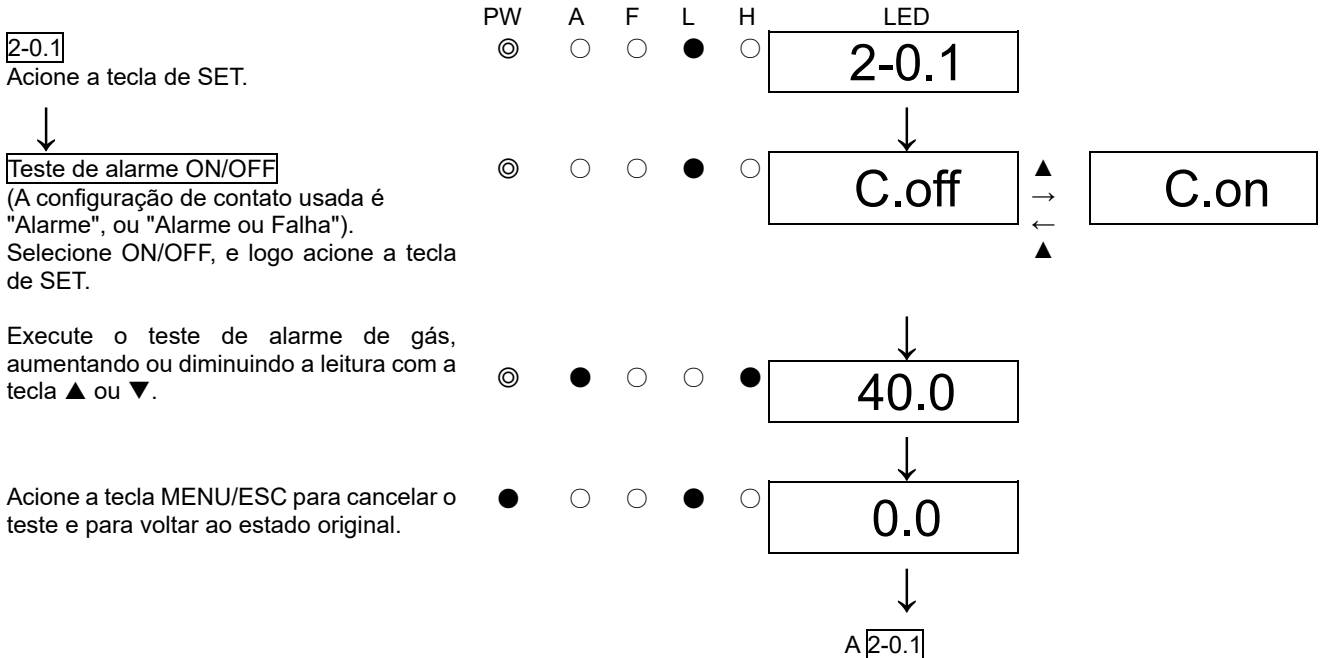 PW A F L H LED
2-0.1 ◎ ○ ○ ● ○ 2-0.1
Acione a tecla de SET.
↓ ↓
Teste de alarme ON/OFF ◎ ○ ○ ● ○ C.off ▲ → ← ▲ C.on
(A configuração de contato usada é
"Alarme", ou "Alarme ou Falha").
Selecione ON/OFF, e logo acione a tecla
de SET.
↓
Execute o teste de alarme de gás,
aumentando ou diminuindo a leitura com a
tecla ▲ ou ▼. ◎ ● ○ ○ ● 40.0
↓
Acione a tecla MENU/ESC para cancelar o ● ○ ○ ● ○ 0.0
teste e para voltar ao estado original.
↓
A 2-0.1